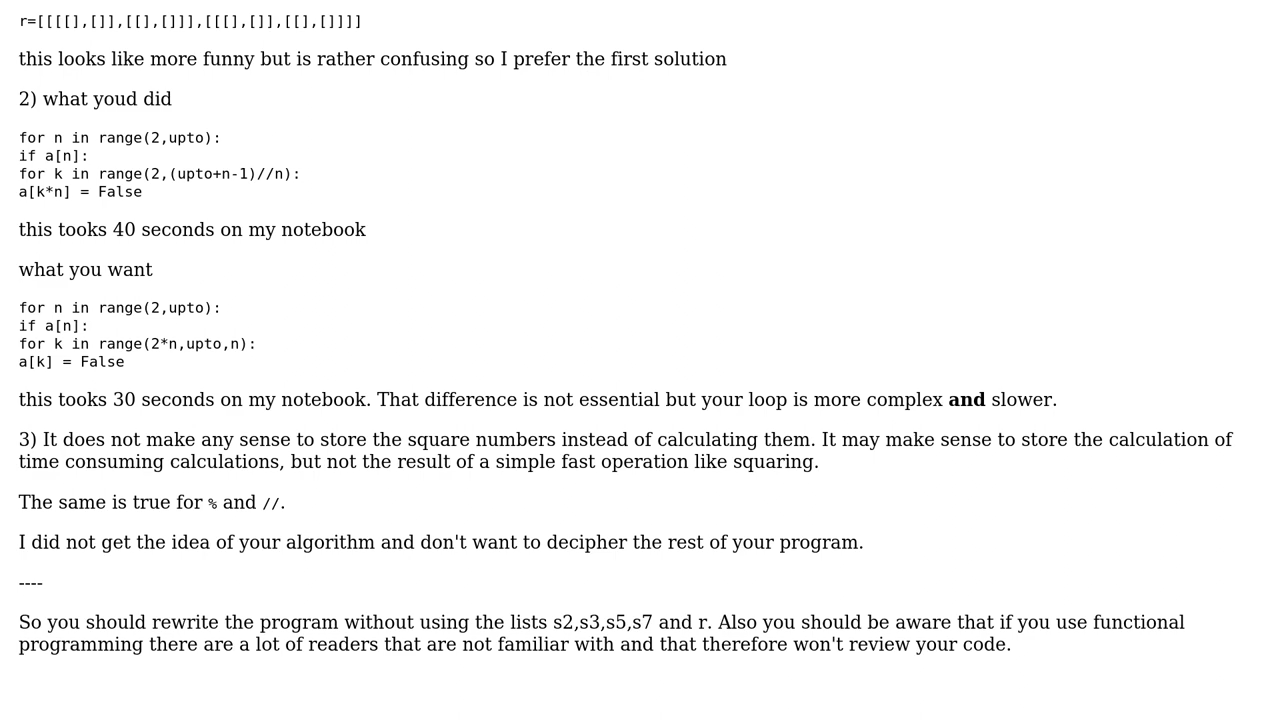 r=[[[[],[]],[[],[]]],[[[],[]],[[],[]]]]
this looks like more funny but is rather confusing so I prefer the first solution
2) what youd did
for n in range(2,upto):
if a[n]:
for k in range(2,(upto+n-1)//n):
a[k*n] = False
this tooks 40 seconds on my notebook
what you want
for n in range(2,upto):
if a[n]:
for k in range(2*n,upto,n):
a[k] = False
this tooks 30 seconds on my notebook. That difference is not essential but your loop is more complex and slower.
3) It does not make any sense to store the square numbers instead of calculating them. It may make sense to store the calculation of
time consuming calculations, but not the result of a simple fast operation like squaring.
The same is true for % and //.
I did not get the idea of your algorithm and don't want to decipher the rest of your program.
----
So you should rewrite the program without using the lists s2,s3,s5,s7 and r. Also you should be aware that if you use functional
programming there are a lot of readers that are not familiar with and that therefore won't review your code.